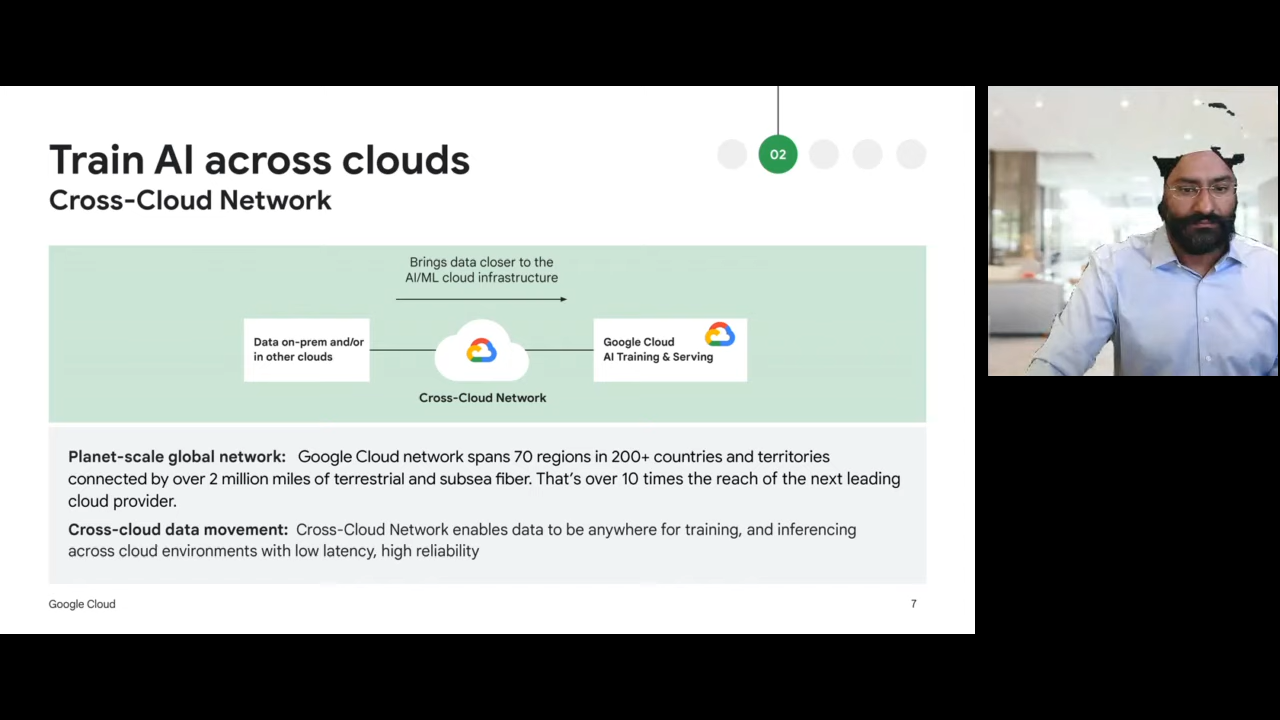 Train AI across clouds
Cross-Cloud Network
02
Brings data closer to the
AI/ML cloud infrastructure
Data on-prem and/or
in other clouds
Google Cloud
AI Training & Serving
Cross-Cloud Network
Planet-scale global network: Google Cloud network spans 70 regions in 200+ countries and territories
connected by over 2 million miles of terrestrial and subsea fiber. That's over 10 times the reach of the next leading
cloud provider.
Cross-cloud data movement: Cross-Cloud Network enables data to be anywhere for training, and inferencing
across cloud environments with low latency, high reliability
Google Cloud
7